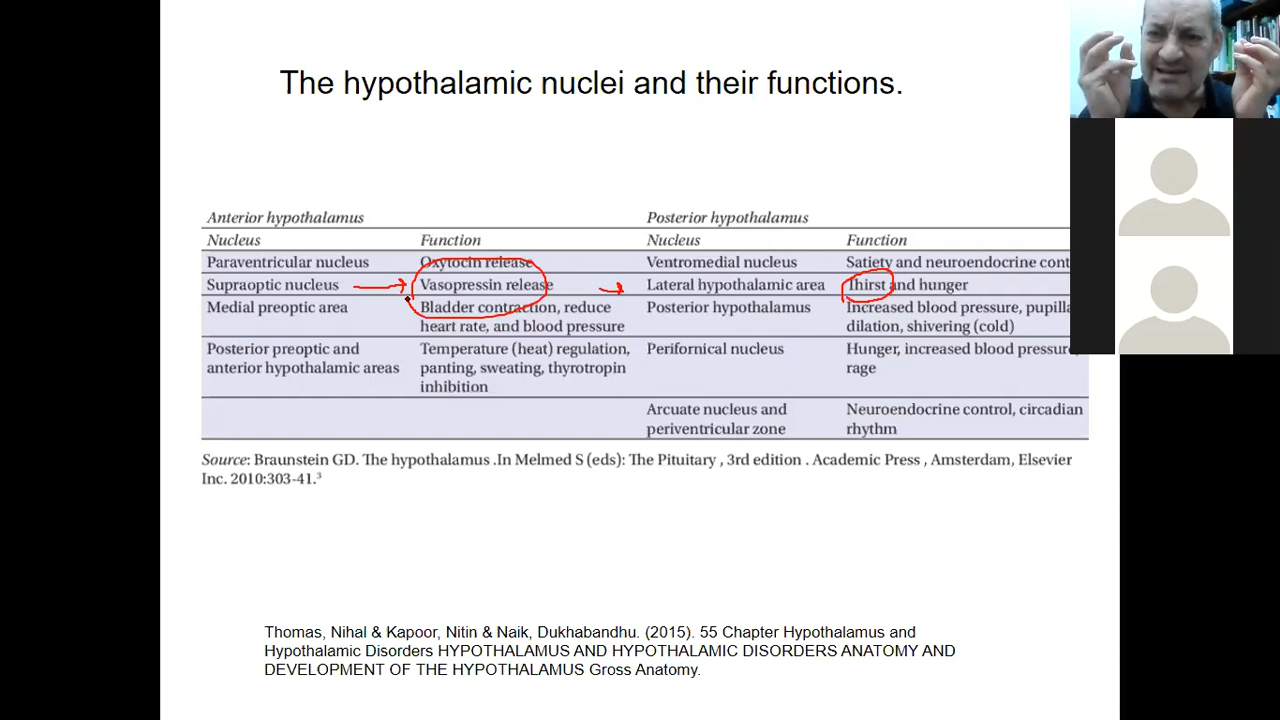 The hypothalamic nuclei and their functions.
Anterior hypothalamus Posterior hypothalamus
Nucleus Function Nucleus Function
Paraventricular nucleus Oxytocin release Ventromedial nucleus Satiety and neuroendocrine cont
Supraoptic nucleus Vasopressin release Lateral hypothalamic area Thirst and hunger
Medial preoptic area Bladder contraction, reduce Posterior hypothalamus Increased blood pressure, pupilla
heart rate, and blood pressure dilation, shivering (cold)
Posterior preoptic and Temperature (heat) regulation, Perifornical nucleus Hunger, increased blood pressure,
anterior hypothalamic areas panting, sweating, thyrotropin rage
inhibition
Arcuate nucleus and Neuroendocrine control, circadian
periventricular zone rhythm
Source: Braunstein GD. The hypothalamus .In Melmed S (eds): The Pituitary , 3rd edition . Academic Press , Amsterdam, Elsevier
Inc. 2010:303-41.³
Thomas, Nihal & Kapoor, Nitin & Naik, Dukhabandhu. (2015). 55 Chapter Hypothalamus and
Hypothalamic Disorders HYPOTHALAMUS AND HYPOTHALAMIC DISORDERS ANATOMY AND
DEVELOPMENT OF THE HYPOTHALAMUS Gross Anatomy.